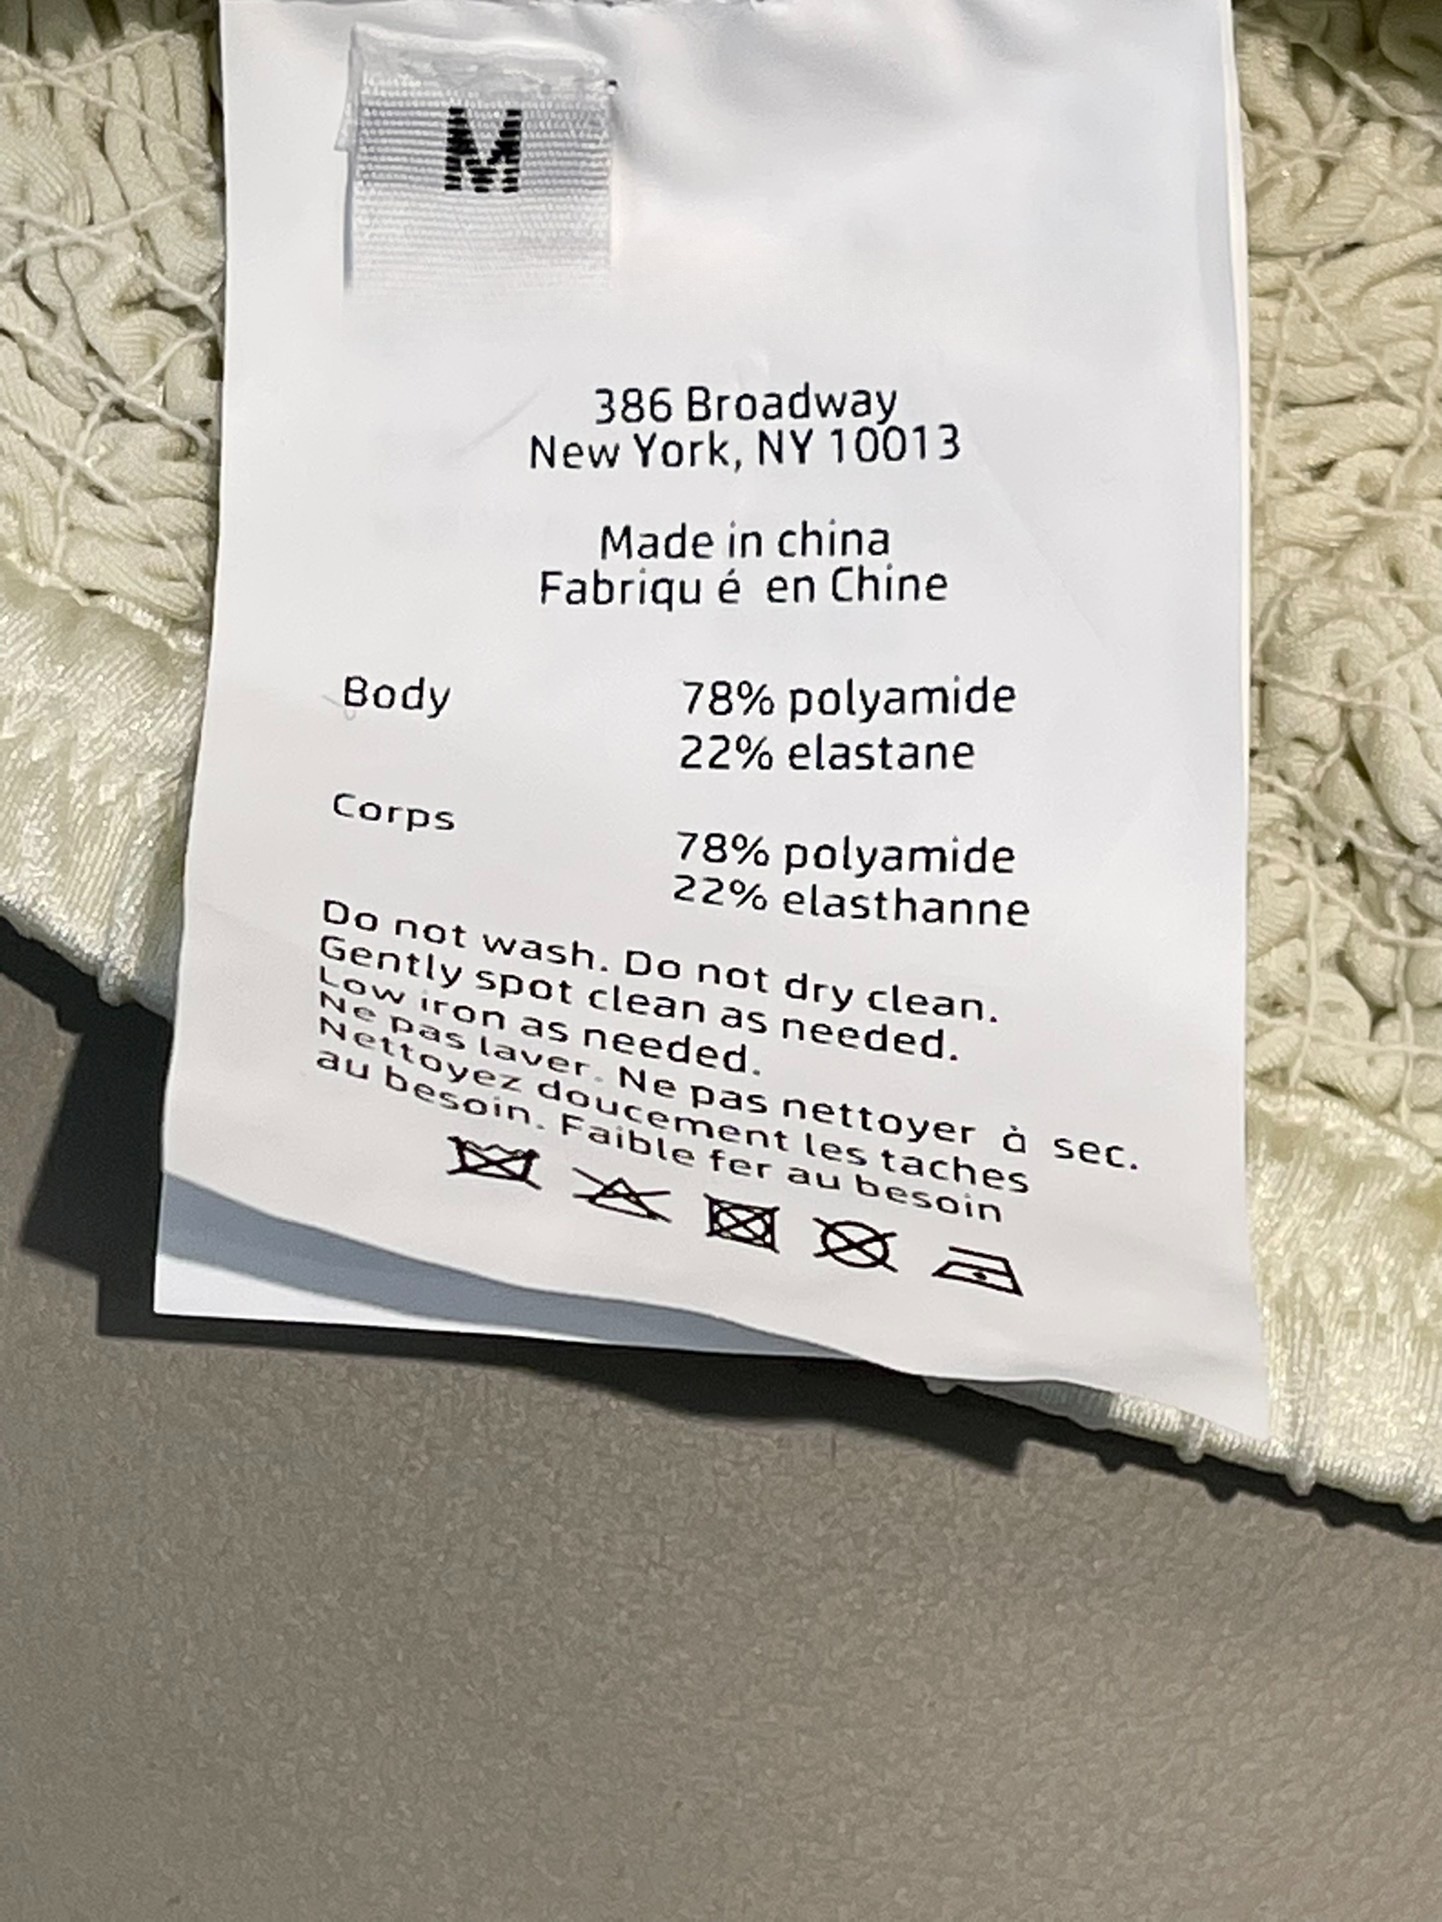 M
386 Broadway
New York, NY 10013
Made in china
Fabriqu é en Chine
Body 78% polyamide
22% elastane
Corps 78% polyamide
22% elasthanne
Do not wash. Do not dry clean.
Gently spot clean as needed.
Low iron as needed.
Ne pas laver. Ne pas nettoyer à sec.
Nettoyez doucement les taches
au besoin. Faible fer au besoin